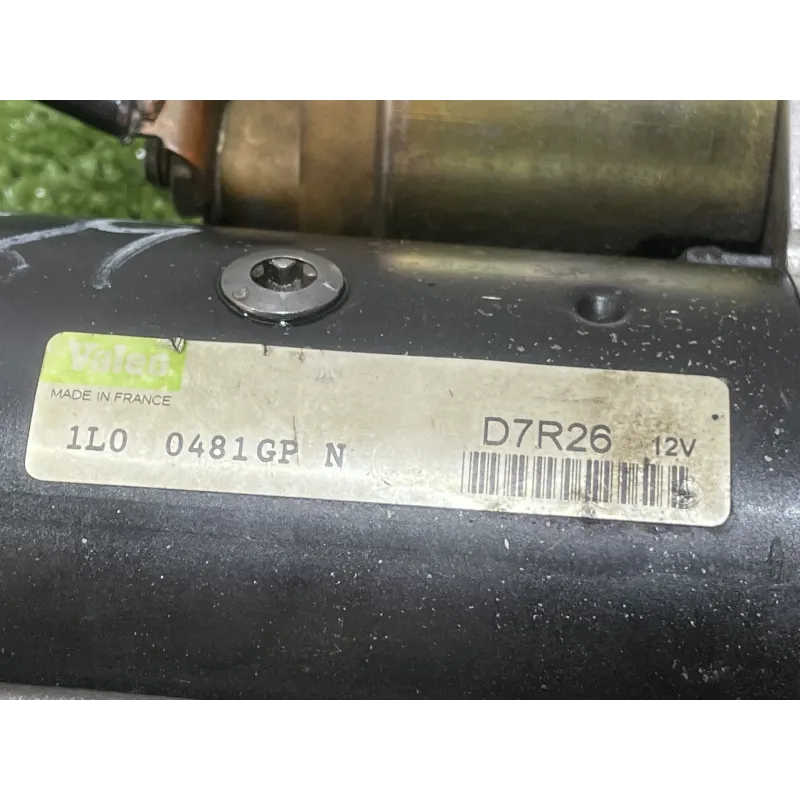 Valeo
MADE IN FRANCE
1L0 0481GP N
D7R26 12V